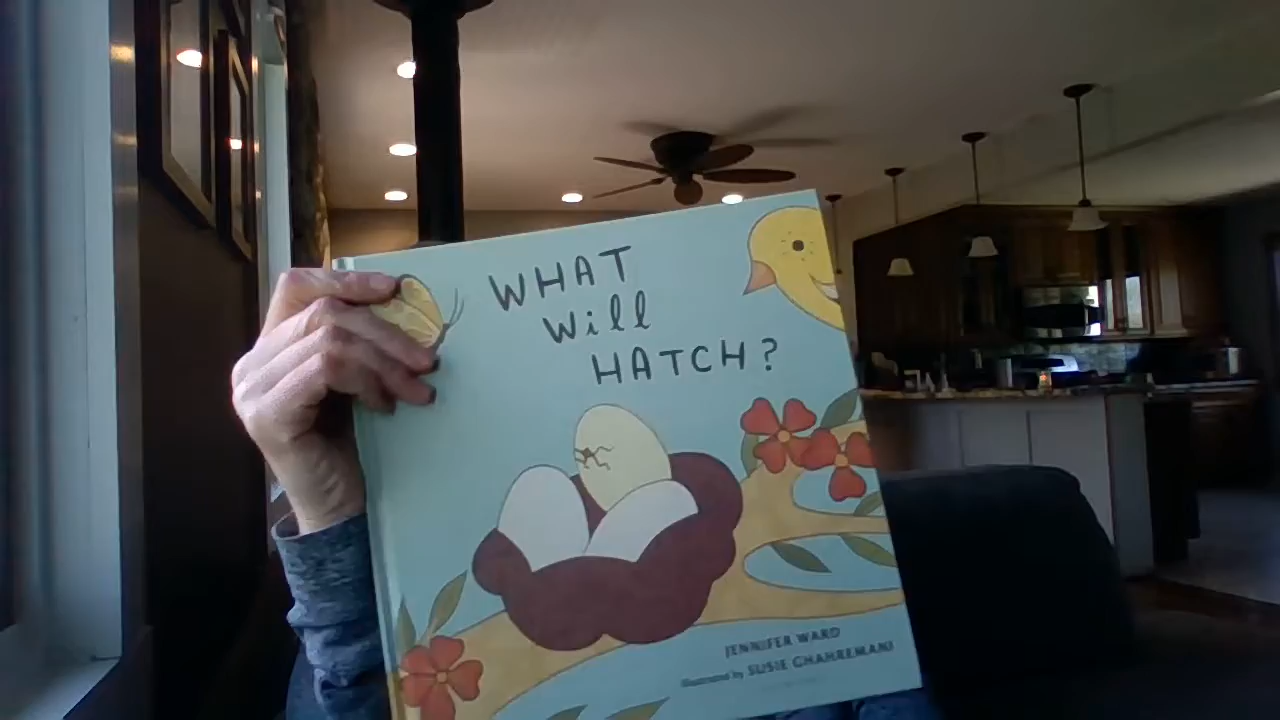 WHAT
Will
HATCH?
JENNIFER WARD
illustrated by SUSIE GHAHREMANI